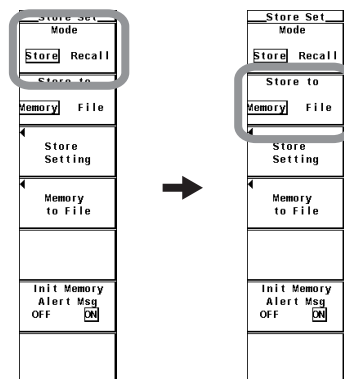 Store Set
Mode
Store Recall
Store to
Memory File
Store
Setting
Memory
to File
Init Memory
Alert Msg
OFF ON
Store Set
Mode
Store Recall
Store to
Memory File
Store
Setting
Memory
to File
Init Memory
Alert Msg
OFF ON